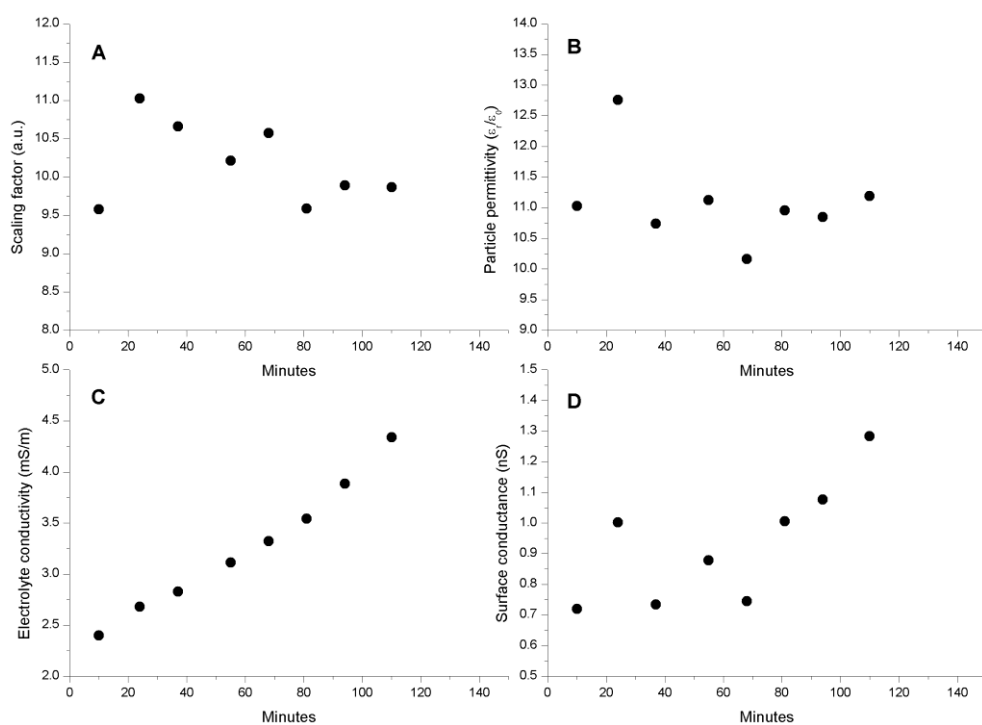 A
Scaling factor (a.u.)
12.0
11.5
11.0
10.5
10.0
9.5
9.0
8.0
0 20 40 60 80 100 120 140
Minutes
B
Particle permittivity (εr/ε0)
14.0
13.5
13.0
12.5
12.0
11.5
11.0
10.5
10.0
9.5
9.0
0 20 40 60 80 100 120 140
Minutes
C
Electrolyte conductivity (mS/m)
5.0
4.5
4.0
3.5
3.0
2.5
2.0
0 20 40 60 80 100 120 140
Minutes
D
Surface conductance (nS)
1.5
1.4
1.3
1.2
1.1
1.0
0.9
0.8
0.7
0.6
0.5
0 20 40 60 80 100 120 140
Minutes